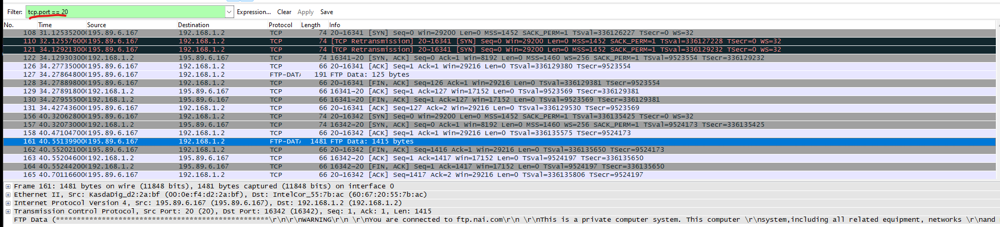 Filter: tcp.port == 20 Expression... Clear Apply Save
No. Time Source Destination Protocol Length Info
108 31.125352000 195.89.6.167 192.168.1.2 TCP 74 20→16341 [SYN] Seq=0 Win=29200 Len=0 MSS=1452 SACK_PERM=1 TSval=336126227 TSecr=0 WS=32
110 32.125576000 195.89.6.167 192.168.1.2 TCP 74 [TCP Retransmission] 20→16341 [SYN] Seq=0 Win=29200 Len=0 MSS=1452 SACK_PERM=1 TSval=336127228 TSecr=0 WS=32
121 34.129213000 195.89.6.167 192.168.1.2 TCP 74 [TCP Retransmission] 20→16341 [SYN] Seq=0 Win=29200 Len=0 MSS=1452 SACK_PERM=1 TSval=336129232 TSecr=0 WS=32
122 34.129303000 192.168.1.2 195.89.6.167 TCP 74 16341→20 [SYN, ACK] Seq=0 Ack=1 Win=8192 Len=0 MSS=1460 WS=256 SACK_PERM=1 TSval=9523554 TSecr=336129232
126 34.277350000 195.89.6.167 192.168.1.2 TCP 66 20→16341 [ACK] Seq=1 Ack=1 Win=29216 Len=0 TSval=336129380 TSecr=9523554
127 34.278648000 195.89.6.167 192.168.1.2 FTP-DATA 191 FTP Data: 125 bytes
128 34.278898000 195.89.6.167 192.168.1.2 TCP 66 20→16341 [FIN, ACK] Seq=126 Ack=1 Win=29216 Len=0 TSval=336129381 TSecr=9523554
129 34.278918000 192.168.1.2 195.89.6.167 TCP 66 16341→20 [ACK] Seq=1 Ack=127 Win=17152 Len=0 TSval=9523569 TSecr=336129381
130 34.279555000 192.168.1.2 195.89.6.167 TCP 66 16341→20 [FIN, ACK] Seq=1 Ack=127 Win=17152 Len=0 TSval=9523569 TSecr=336129381
131 34.427436000 195.89.6.167 192.168.1.2 TCP 66 20→16341 [ACK] Seq=127 Ack=2 Win=29216 Len=0 TSval=336129530 TSecr=9523569
156 40.320628000 195.89.6.167 192.168.1.2 TCP 74 20→16342 [SYN] Seq=0 Win=29200 Len=0 MSS=1452 SACK_PERM=1 TSval=336135425 TSecr=0 WS=32
157 40.320730000 192.168.1.2 195.89.6.167 TCP 74 16342→20 [SYN, ACK] Seq=0 Ack=1 Win=8192 Len=0 MSS=1460 WS=256 SACK_PERM=1 TSval=9524173 TSecr=336135425
158 40.471047000 195.89.6.167 192.168.1.2 TCP 66 20→16342 [ACK] Seq=1 Ack=1 Win=29216 Len=0 TSval=336135575 TSecr=9524173
161 40.551399000 195.89.6.167 192.168.1.2 FTP-DATA 1481 FTP Data: 1415 bytes
162 40.552021000 195.89.6.167 192.168.1.2 TCP 66 20→16342 [FIN, ACK] Seq=1416 Ack=1 Win=29216 Len=0 TSval=336135650 TSecr=9524173
163 40.552046000 192.168.1.2 195.89.6.167 TCP 66 16342→20 [ACK] Seq=1 Ack=1417 Win=17152 Len=0 TSval=9524197 TSecr=336135650
164 40.552442000 192.168.1.2 195.89.6.167 TCP 66 16342→20 [FIN, ACK] Seq=1 Ack=1417 Win=17152 Len=0 TSval=9524197 TSecr=336135650
165 40.701166000 195.89.6.167 192.168.1.2 TCP 66 20→16342 [ACK] Seq=1417 Ack=2 Win=29216 Len=0 TSval=336135806 TSecr=9524197
Frame 161: 1481 bytes on wire (11848 bits), 1481 bytes captured (11848 bits) on interface 0
Ethernet II, Src: KasdaDig_d2:2a:bf (00:0e:f4:d2:2a:bf), Dst: IntelCor_55:7b:ac (60:67:20:55:7b:ac)
Internet Protocol Version 4, Src: 195.89.6.167 (195.89.6.167), Dst: 192.168.1.2 (192.168.1.2)
Transmission Control Protocol, Src Port: 20 (20), Dst Port: 16342 (16342), Seq: 1, Ack: 1, Len: 1415
FTP Data (****************************************************\r\n\r\nWARNING\r\n \r\nYou are connected to ftp.nai.com\r\n \r\nThis is a private computer system. This computer \r\nsystem,including all related equipment, networks \r\nand